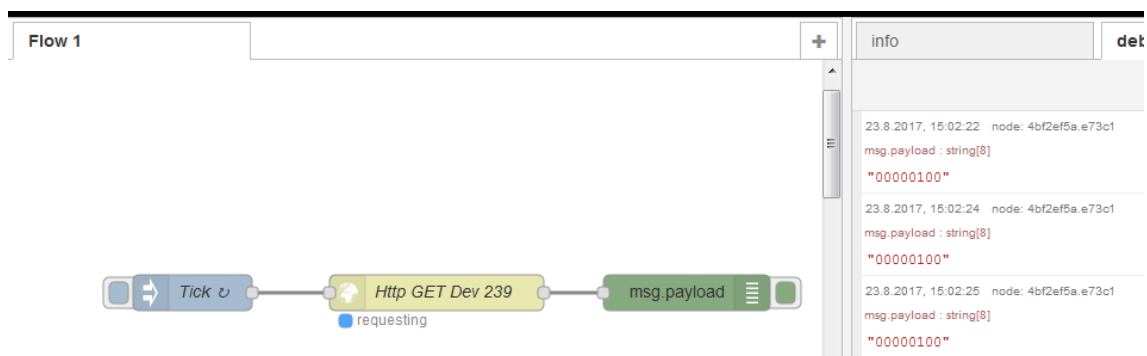 Flow 1
+
info
deb
23.8.2017, 15:02:22 node: 4bf2ef5a.e73c1
msg.payload : string[8]
"00000100"
23.8.2017, 15:02:24 node: 4bf2ef5a.e73c1
msg.payload : string[8]
"00000100"
23.8.2017, 15:02:25 node: 4bf2ef5a.e73c1
msg.payload : string[8]
"00000100"
Tick ↻
Http GET Dev 239
msg.payload
requesting